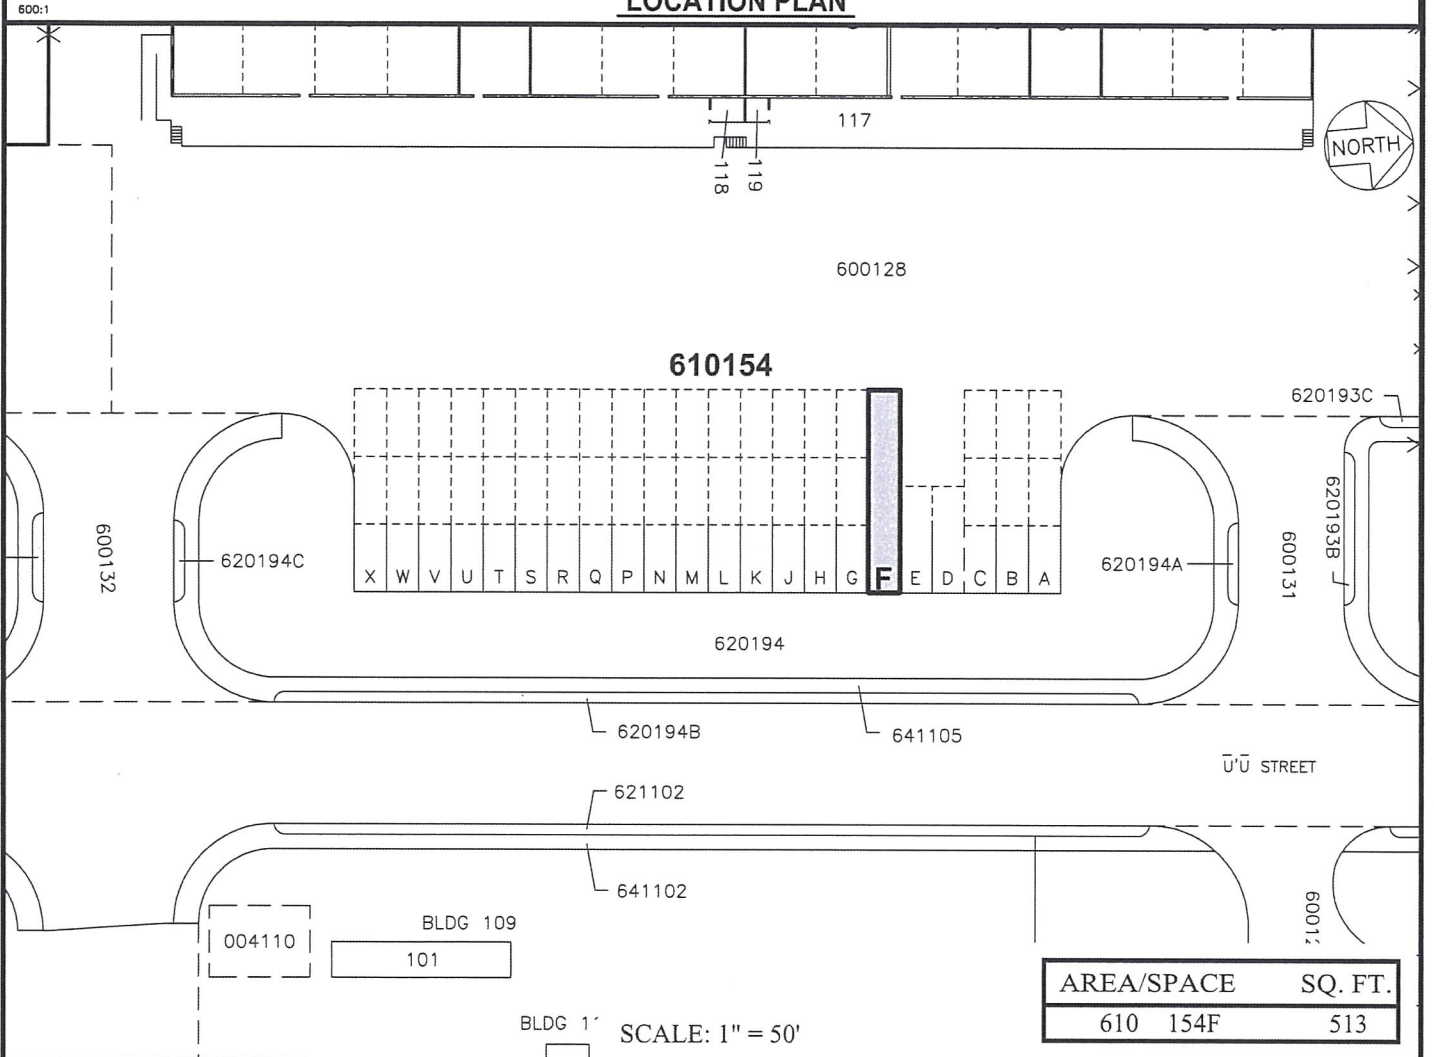 LOCATION PLAN
600:1
117
NORTH
118
119
600128
610154
620193C
620193B
600132
620194C
X W V U T S R Q P N M L K J H G F E D C B A
620194A
600131
620194
620194B
641105
U'U STREET
621102
641102
BLDG 109
004110
101
AREA/SPACE SQ. FT.
610 154F 513
BLDG
SCALE: 1" = 50'